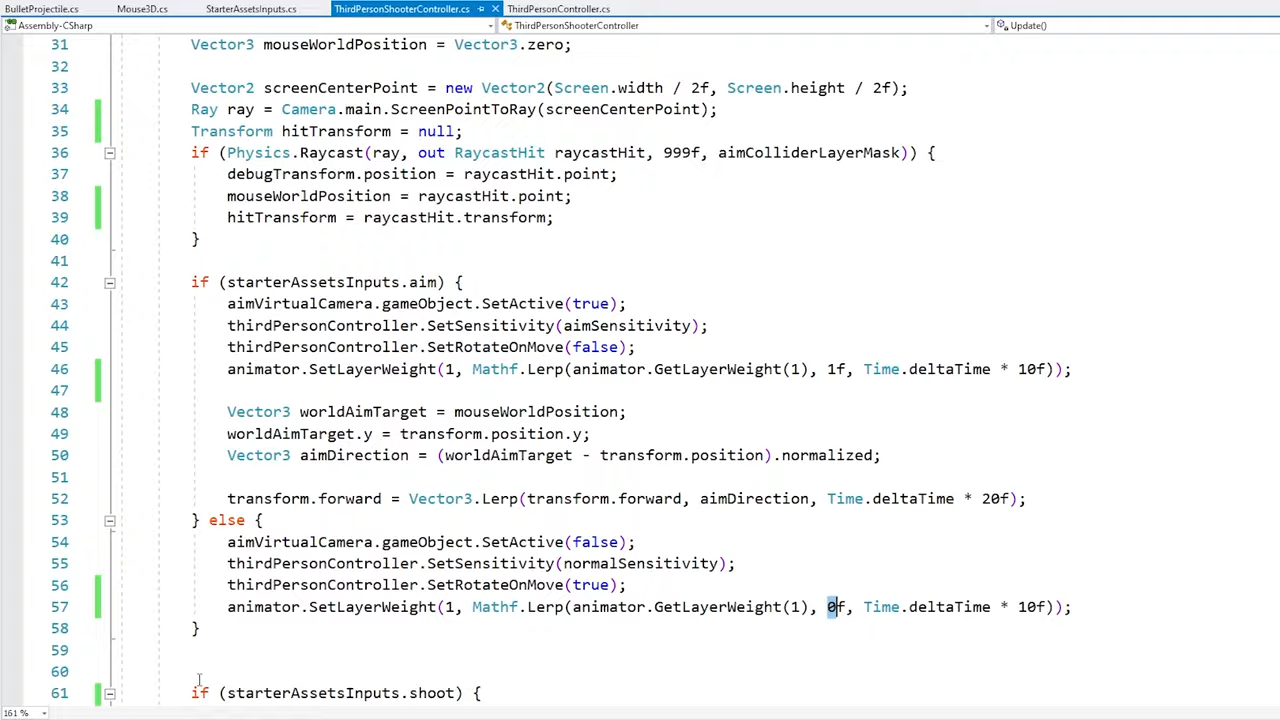 BulletProjectile.cs Mouse3D.cs StarterAssetsInputs.cs ThirdPersonShooterController.cs ThirdPersonController.cs
Assembly-CSharp ThirdPersonShooterController Update()
31 Vector3 mouseWorldPosition = Vector3.zero;
32
33 Vector2 screenCenterPoint = new Vector2(Screen.width / 2f, Screen.height / 2f);
34 Ray ray = Camera.main.ScreenPointToRay(screenCenterPoint);
35 Transform hitTransform = null;
36 if (Physics.Raycast(ray, out RaycastHit raycastHit, 999f, aimColliderLayerMask)) {
37 debugTransform.position = raycastHit.point;
38 mouseWorldPosition = raycastHit.point;
39 hitTransform = raycastHit.transform;
40 }
41
42 if (starterAssetsInputs.aim) {
43 aimVirtualCamera.gameObject.SetActive(true);
44 thirdPersonController.SetSensitivity(aimSensitivity);
45 thirdPersonController.SetRotateOnMove(false);
46 animator.SetLayerWeight(1, Mathf.Lerp(animator.GetLayerWeight(1), 1f, Time.deltaTime * 10f));
47
48 Vector3 worldAimTarget = mouseWorldPosition;
49 worldAimTarget.y = transform.position.y;
50 Vector3 aimDirection = (worldAimTarget - transform.position).normalized;
51
52 transform.forward = Vector3.Lerp(transform.forward, aimDirection, Time.deltaTime * 20f);
53 } else {
54 aimVirtualCamera.gameObject.SetActive(false);
55 thirdPersonController.SetSensitivity(normalSensitivity);
56 thirdPersonController.SetRotateOnMove(true);
57 animator.SetLayerWeight(1, Mathf.Lerp(animator.GetLayerWeight(1), 0f, Time.deltaTime * 10f));
58 }
59
60
61 if (starterAssetsInputs.shoot) {
161 %